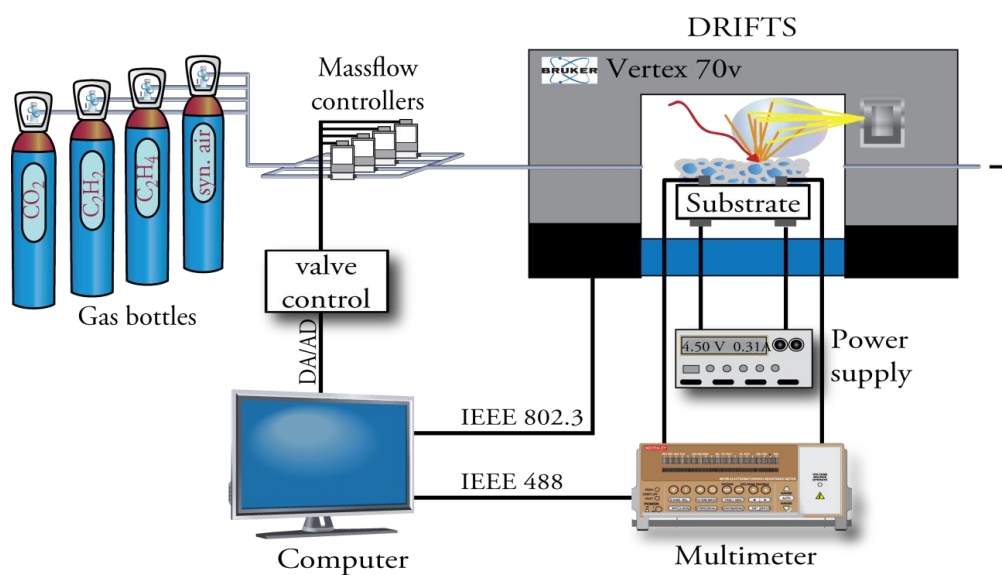 DRIFTS
BRUKER
Vertex 70v
Massflow
controllers
CO2
C2H2
C2H4
syn. air
Gas bottles
valve
control
DA/AD
Substrate
4.50 V 0.31A
Power
supply
IEEE 802.3
IEEE 488
KEITHLEY
Computer
Multimeter